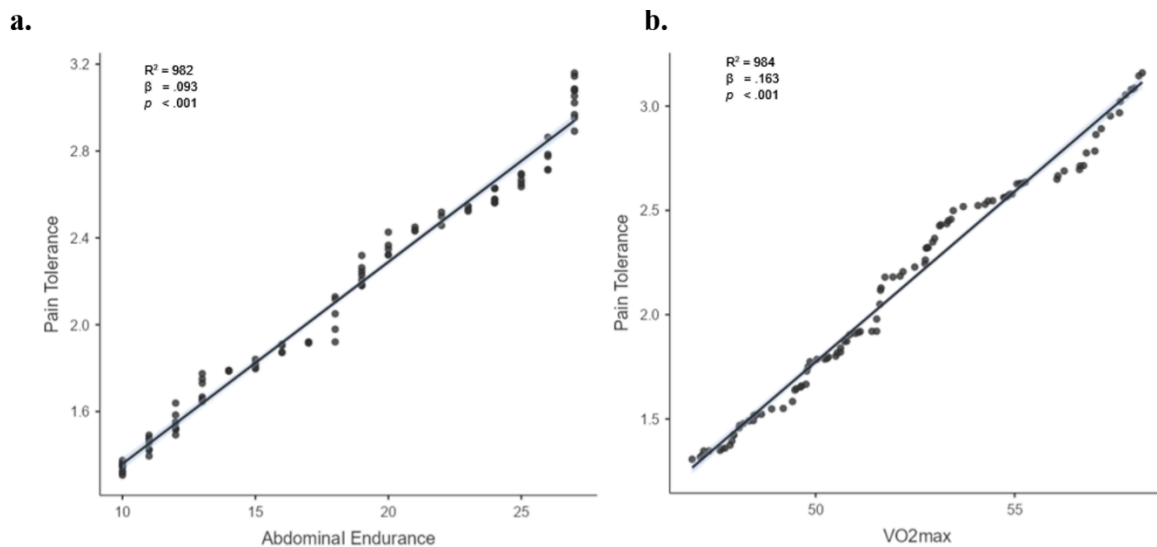 a.
R² = 982
β = .093
p < .001
3.2
2.8
2.4
2.0
1.6
Pain Tolerance
10 15 20 25
Abdominal Endurance
b.
R² = 984
β = .163
p < .001
3.0
2.5
2.0
1.5
Pain Tolerance
50 55
VO2max